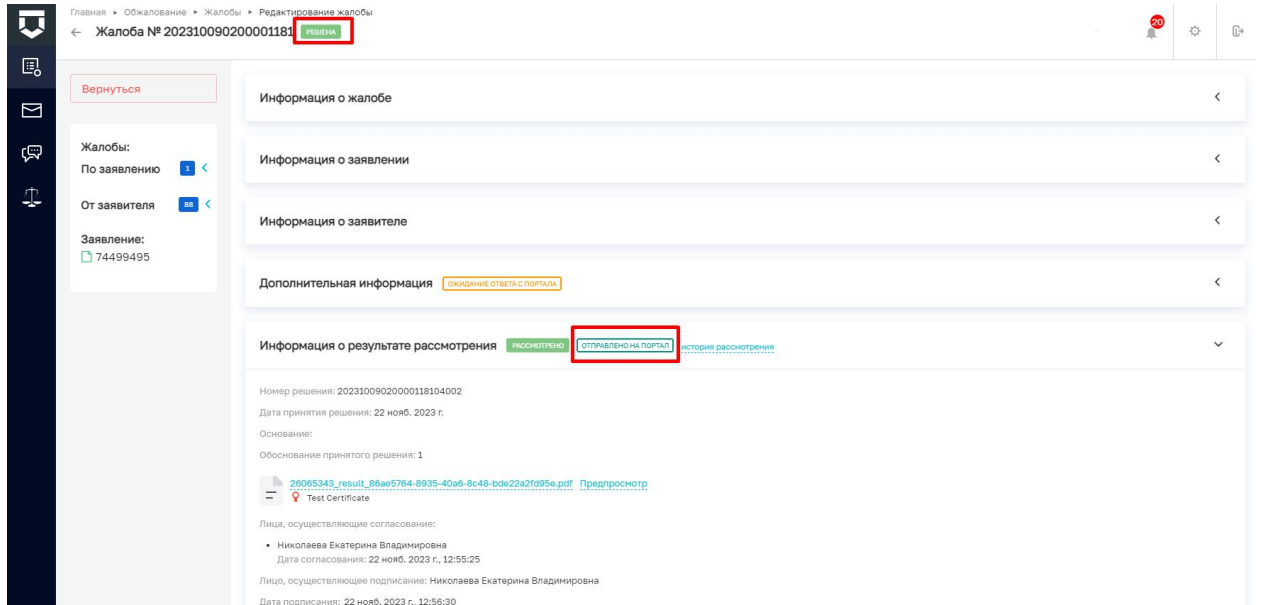 Главная ▸ Обжалование ▸ Жалобы ▸ Редактирование жалобы
← Жалоба № 20231009020000001181 РЕШЕНА
20
Вернуться
Жалобы:
По заявлению 1
От заявителя 88
Заявление:
74499495
Информация о жалобе
Информация о заявлении
Информация о заявителе
Дополнительная информация ОЖИДАНИЕ ОТВЕТА С ПОРТАЛА
Информация о результате рассмотрения РАССМОТРЕНО ОТПРАВЛЕНО НА ПОРТАЛ история рассмотрения
Номер решения: 20231009020000118104002
Дата принятия решения: 22 нояб. 2023 г.
Основание:
Обоснование принятого решения: 1
26065343_result_86ae5764-8935-40a6-8c48-bde22a2fd95e.pdf Предпросмотр
Test Certificate
Лица, осуществляющие согласование:
• Николаева Екатерина Владимировна
Дата согласования: 22 нояб. 2023 г., 12:55:25
Лицо, осуществляющее подписание: Николаева Екатерина Владимировна
Дата подписания: 22 нояб. 2023 г., 12:56:30